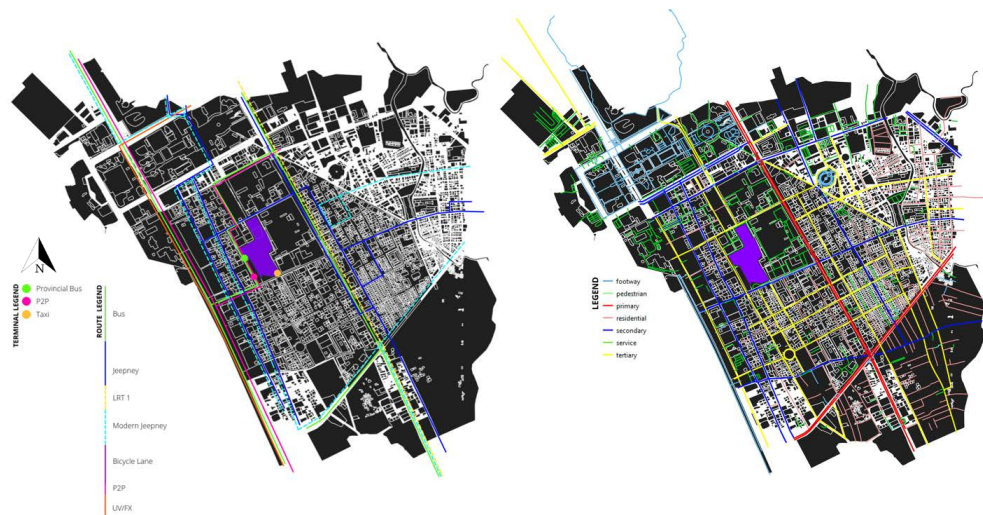 N
TERMINAL LEGEND
Provincial Bus
P2P
Taxi
ROUTE LEGEND
Bus
Jeepney
LRT 1
Modern Jeepney
Bicycle Lane
P2P
UV/FX
LEGEND
footway
pedestrian
primary
residential
secondary
service
tertiary